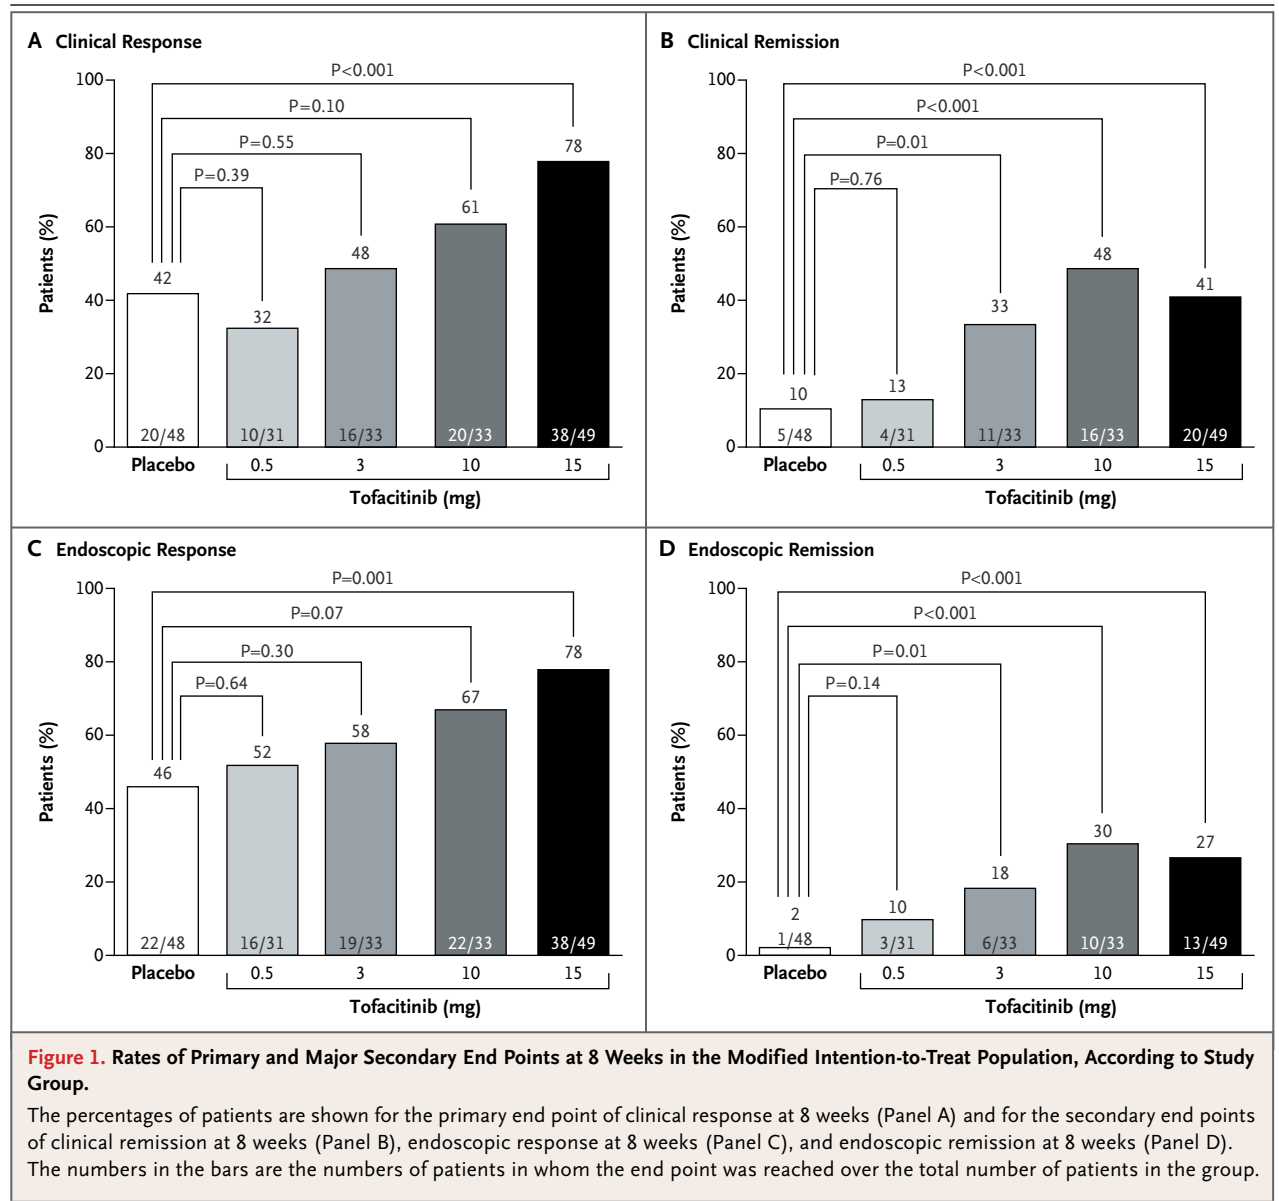 A Clinical Response
P<0.001
P=0.10
P=0.55
P=0.39
Patients (%)
100
80
60
40
20
0
42
32
48
61
78
20/48
10/31
16/33
20/33
38/49
Placebo
0.5
3
10
15
Tofacitinib (mg)
B Clinical Remission
P<0.001
P<0.001
P=0.01
P=0.76
Patients (%)
100
80
60
40
20
0
10
13
33
48
41
5/48
4/31
11/33
16/33
20/49
Placebo
0.5
3
10
15
Tofacitinib (mg)
C Endoscopic Response
P=0.001
P=0.07
P=0.30
P=0.64
Patients (%)
100
80
60
40
20
0
46
52
58
67
78
22/48
16/31
19/33
22/33
38/49
Placebo
0.5
3
10
15
Tofacitinib (mg)
D Endoscopic Remission
P<0.001
P<0.001
P=0.01
P=0.14
Patients (%)
100
80
60
40
20
0
2
10
18
30
27
1/48
3/31
6/33
10/33
13/49
Placebo
0.5
3
10
15
Tofacitinib (mg)
Figure 1. Rates of Primary and Major Secondary End Points at 8 Weeks in the Modified Intention-to-Treat Population, According to Study
Group.
The percentages of patients are shown for the primary end point of clinical response at 8 weeks (Panel A) and for the secondary end points
of clinical remission at 8 weeks (Panel B), endoscopic response at 8 weeks (Panel C), and endoscopic remission at 8 weeks (Panel D).
The numbers in the bars are the numbers of patients in whom the end point was reached over the total number of patients in the group.